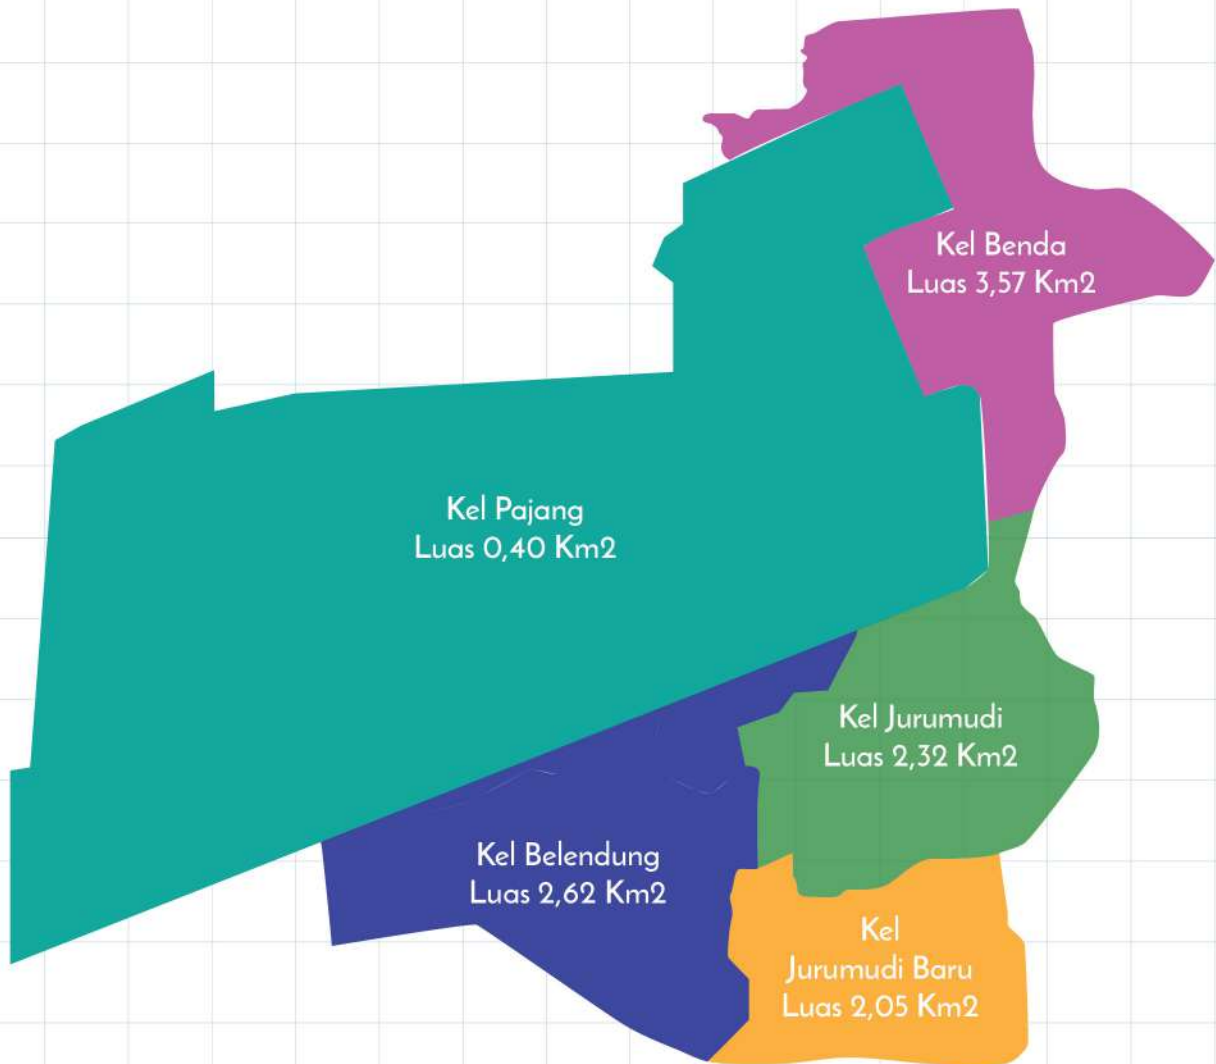 Kel Benda
Luas 3,57 Km2
Kel Pajang
Luas 0,40 Km2
Kel Jurumudi
Luas 2,32 Km2
Kel Belendung
Luas 2,62 Km2
Kel
Jurumudi Baru
Luas 2,05 Km2